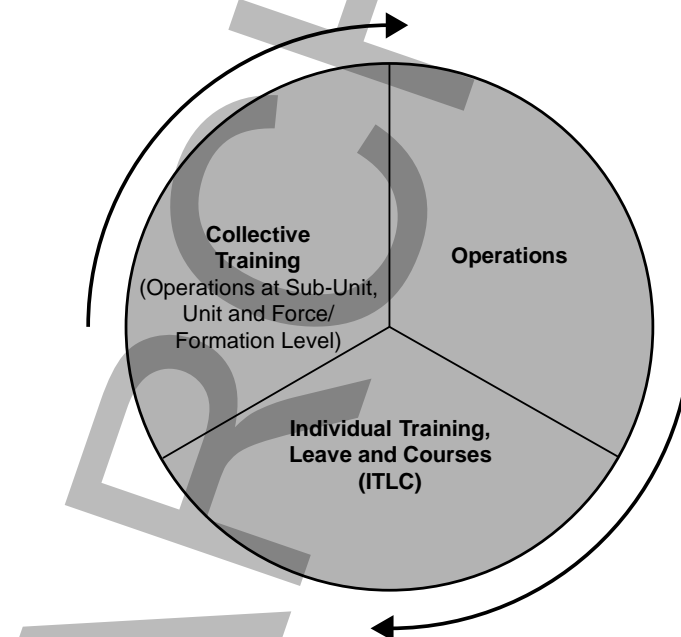 Collective
Training
(Operations at Sub-Unit,
Unit and Force/
Formation Level)
Operations
Individual Training,
Leave and Courses
(ITLC)